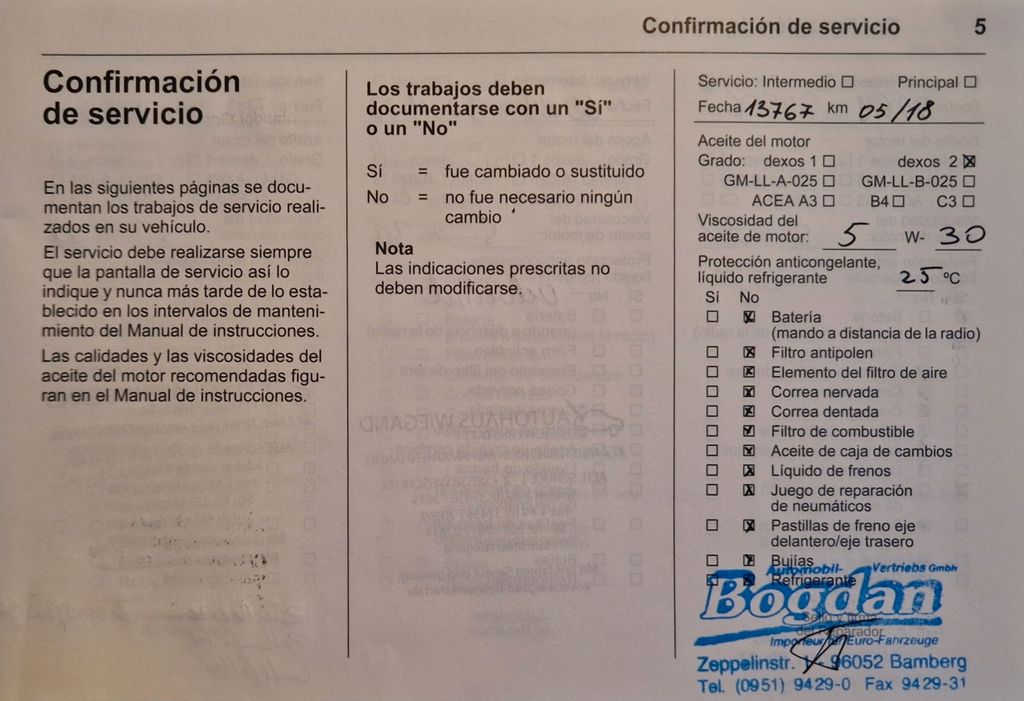 Confirmación de servicio 5
Confirmación
de servicio
En las siguientes páginas se docu-
mentan los trabajos de servicio reali-
zados en su vehículo.
El servicio debe realizarse siempre
que la pantalla de servicio así lo
indique y nunca más tarde de lo esta-
blecido en los intervalos de manteni-
miento del Manual de instrucciones.
Las calidades y las viscosidades del
aceite del motor recomendadas figu-
ran en el Manual de instrucciones.
Los trabajos deben
documentarse con un "Sí"
o un "No"
Sí = fue cambiado o sustituido
No = no fue necesario ningún
cambio
Nota
Las indicaciones prescritas no
deben modificarse.
Servicio: Intermedio ☐ Principal ☐
Fecha 13767 km 05/18
Aceite del motor
Grado: dexos 1 ☐ dexos 2 ☒
GM-LL-A-025 ☐ GM-LL-B-025 ☐
ACEA A3 ☐ B4 ☐ C3 ☐
Viscosidad del
aceite de motor: 5 W- 30
Protección anticongelante,
líquido refrigerante 25 °C
Sí No
☐ ☒ Batería
(mando a distancia de la radio)
☐ ☒ Filtro antipolen
☐ ☒ Elemento del filtro de aire
☐ ☒ Correa nervada
☐ ☒ Correa dentada
☐ ☒ Filtro de combustible
☐ ☒ Aceite de caja de cambios
☐ ☒ Líquido de frenos
☐ ☒ Juego de reparación
de neumáticos
☐ ☒ Pastillas de freno eje
delantero/eje trasero
☐ ☒ Bujías
☐ ☒ Refrigerante
Automobil- Vertriebs GmbH
Bogdan
Sello y firma
del Reparador
Importeur für Euro-Fahrzeuge
Zeppelinstr. 1 - 96052 Bamberg
Tel. (0951) 9429-0 Fax 9429-31